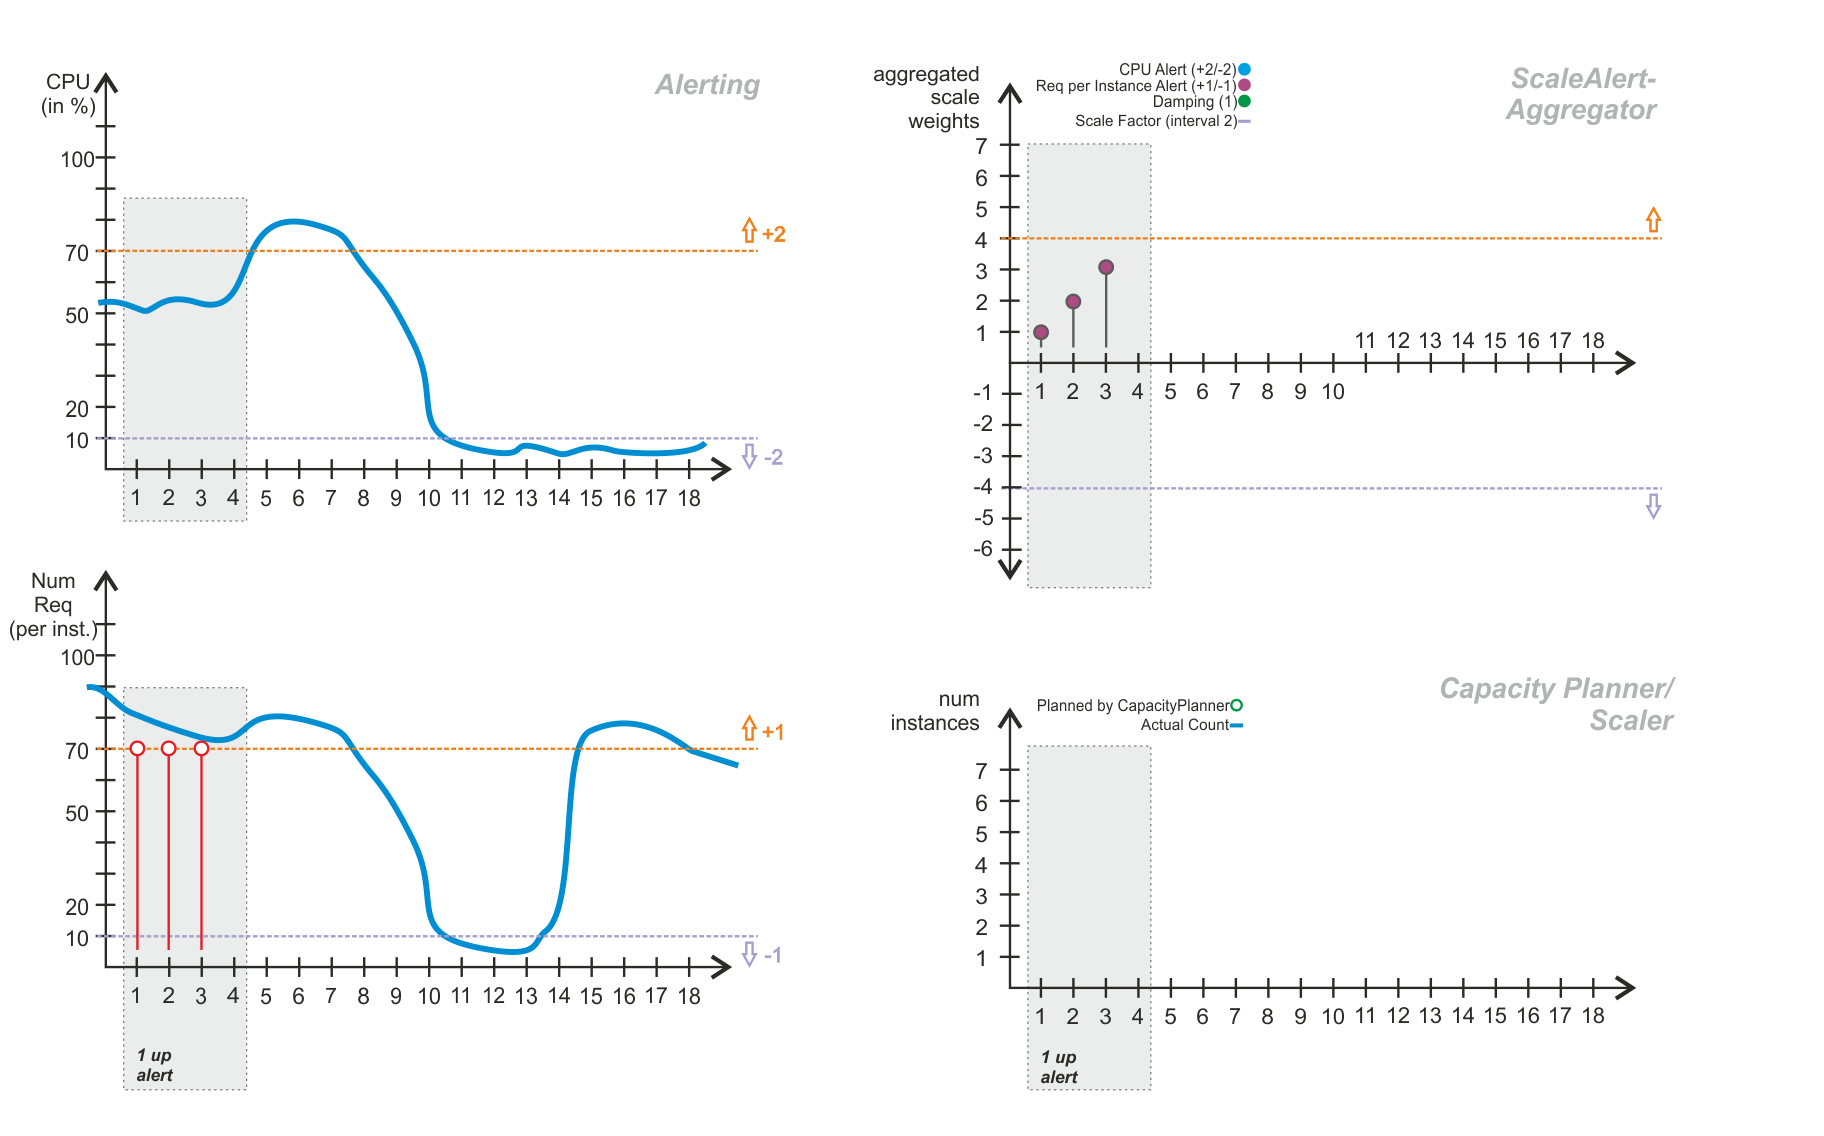 CPU
(in %)
Alerting
100
70
50
20
10
+2
-2
1 2 3 4 5 6 7 8 9 10 11 12 13 14 15 16 17 18
Num
Req
(per inst.)
100
70
50
20
10
+1
-1
1 2 3 4 5 6 7 8 9 10 11 12 13 14 15 16 17 18
1 up
alert
aggregated
scale
weights
CPU Alert (+2/-2)
Req per Instance Alert (+1/-1)
Damping (1)
Scale Factor (interval 2)
ScaleAlert-
Aggregator
7
6
5
4
3
2
1
11 12 13 14 15 16 17 18
1 2 3 4 5 6 7 8 9 10
-1
-2
-3
-4
-5
-6
num
instances
Planned by CapacityPlanner
Actual Count
Capacity Planner/
Scaler
7
6
5
4
3
2
1
1 2 3 4 5 6 7 8 9 10 11 12 13 14 15 16 17 18
1 up
alert